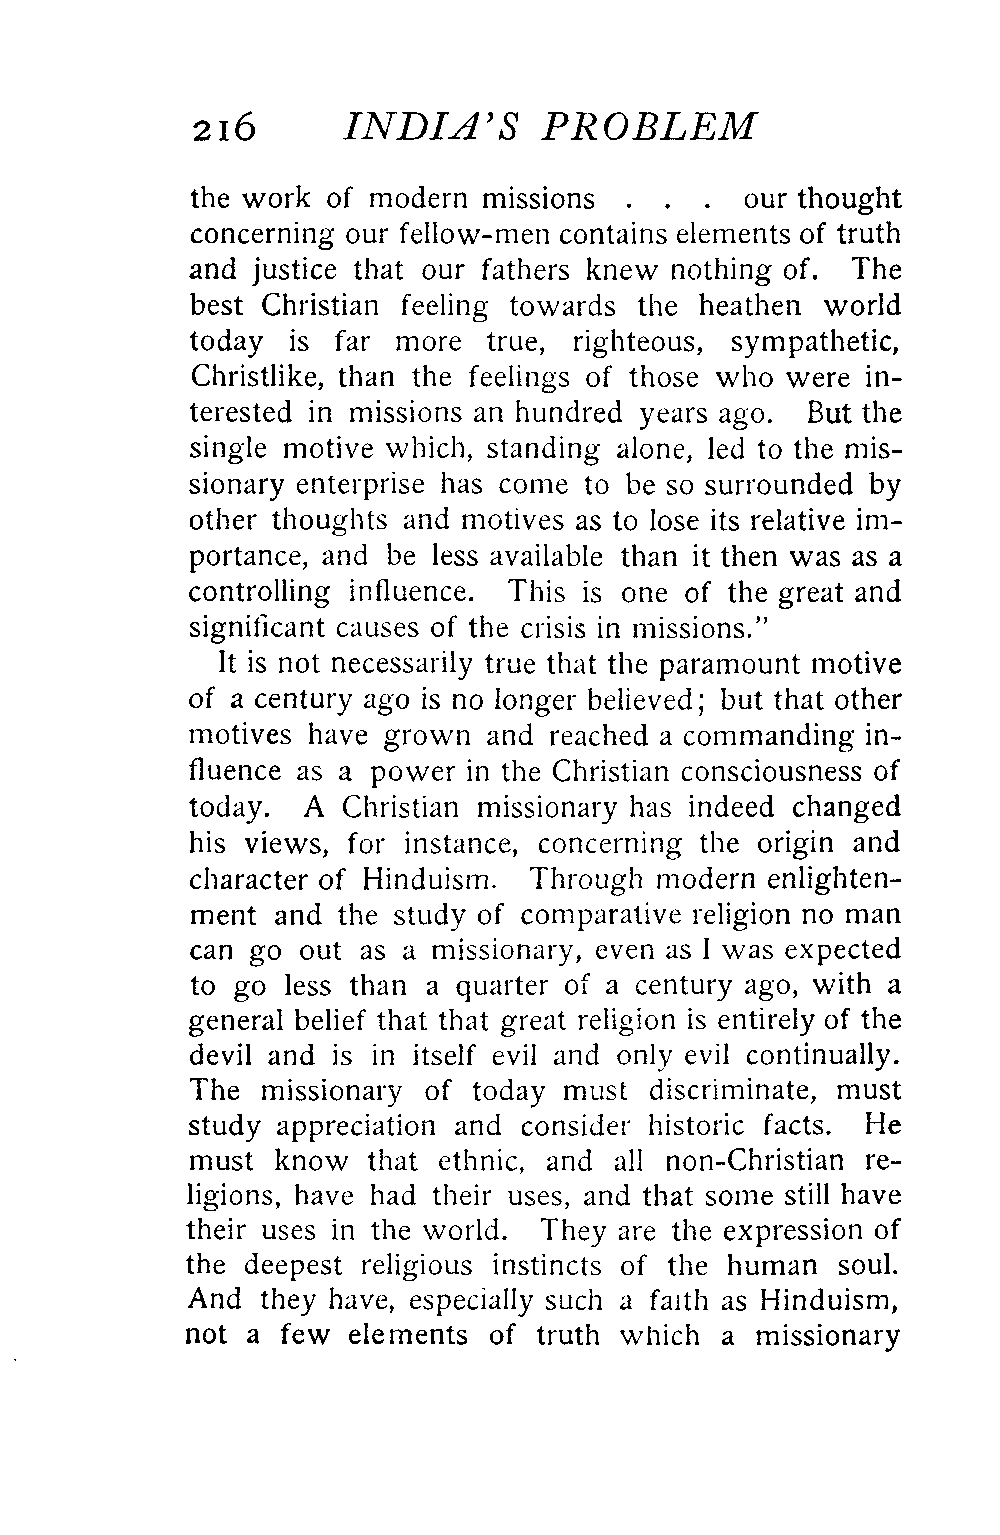 216 INDIA'S PROBLEM
the work of modern missions . . . our thought
concerning our fellow-men contains elements of truth
and justice that our fathers knew nothing of. The
best Christian feeling towards the heathen world
today is far more true, righteous, sympathetic,
Christlike, than the feelings of those who were in-
terested in missions an hundred years ago. But the
single motive which, standing alone, led to the mis-
sionary enterprise has come to be so surrounded by
other thoughts and motives as to lose its relative im-
portance, and be less available than it then was as a
controlling influence. This is one of the great and
significant causes of the crisis in missions."
It is not necessarily true that the paramount motive
of a century ago is no longer believed; but that other
motives have grown and reached a commanding in-
fluence as a power in the Christian consciousness of
today. A Christian missionary has indeed changed
his views, for instance, concerning the origin and
character of Hinduism. Through modern enlighten-
ment and the study of comparative religion no man
can go out as a missionary, even as I was expected
to go less than a quarter of a century ago, with a
general belief that that great religion is entirely of the
devil and is in itself evil and only evil continually.
The missionary of today must discriminate, must
study appreciation and consider historic facts. He
must know that ethnic, and all non-Christian re-
ligions, have had their uses, and that some still have
their uses in the world. They are the expression of
the deepest religious instincts of the human soul.
And they have, especially such a faith as Hinduism,
not a few elements of truth which a missionary